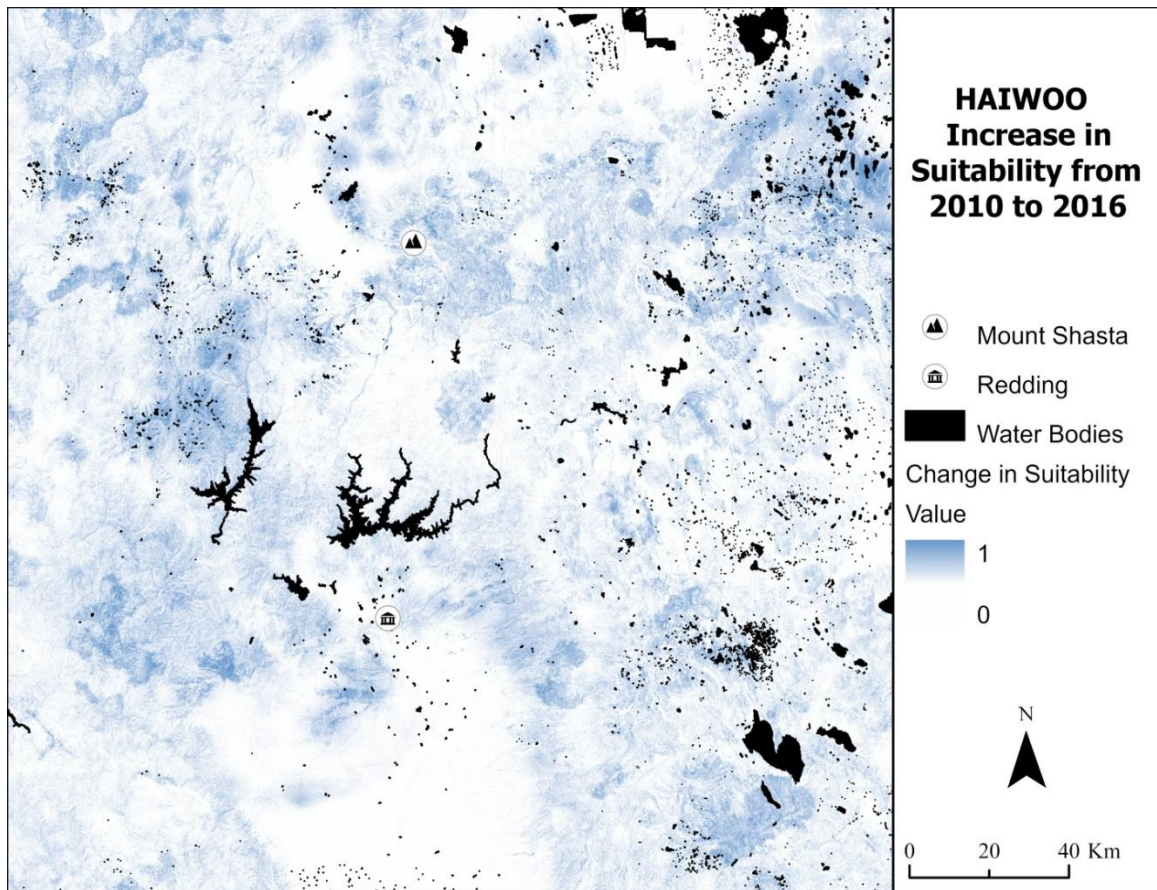 HAIWOO
Increase in
Suitability from
2010 to 2016
Mount Shasta
Redding
Water Bodies
Change in Suitability
Value
1
0
N
0 20 40 Km